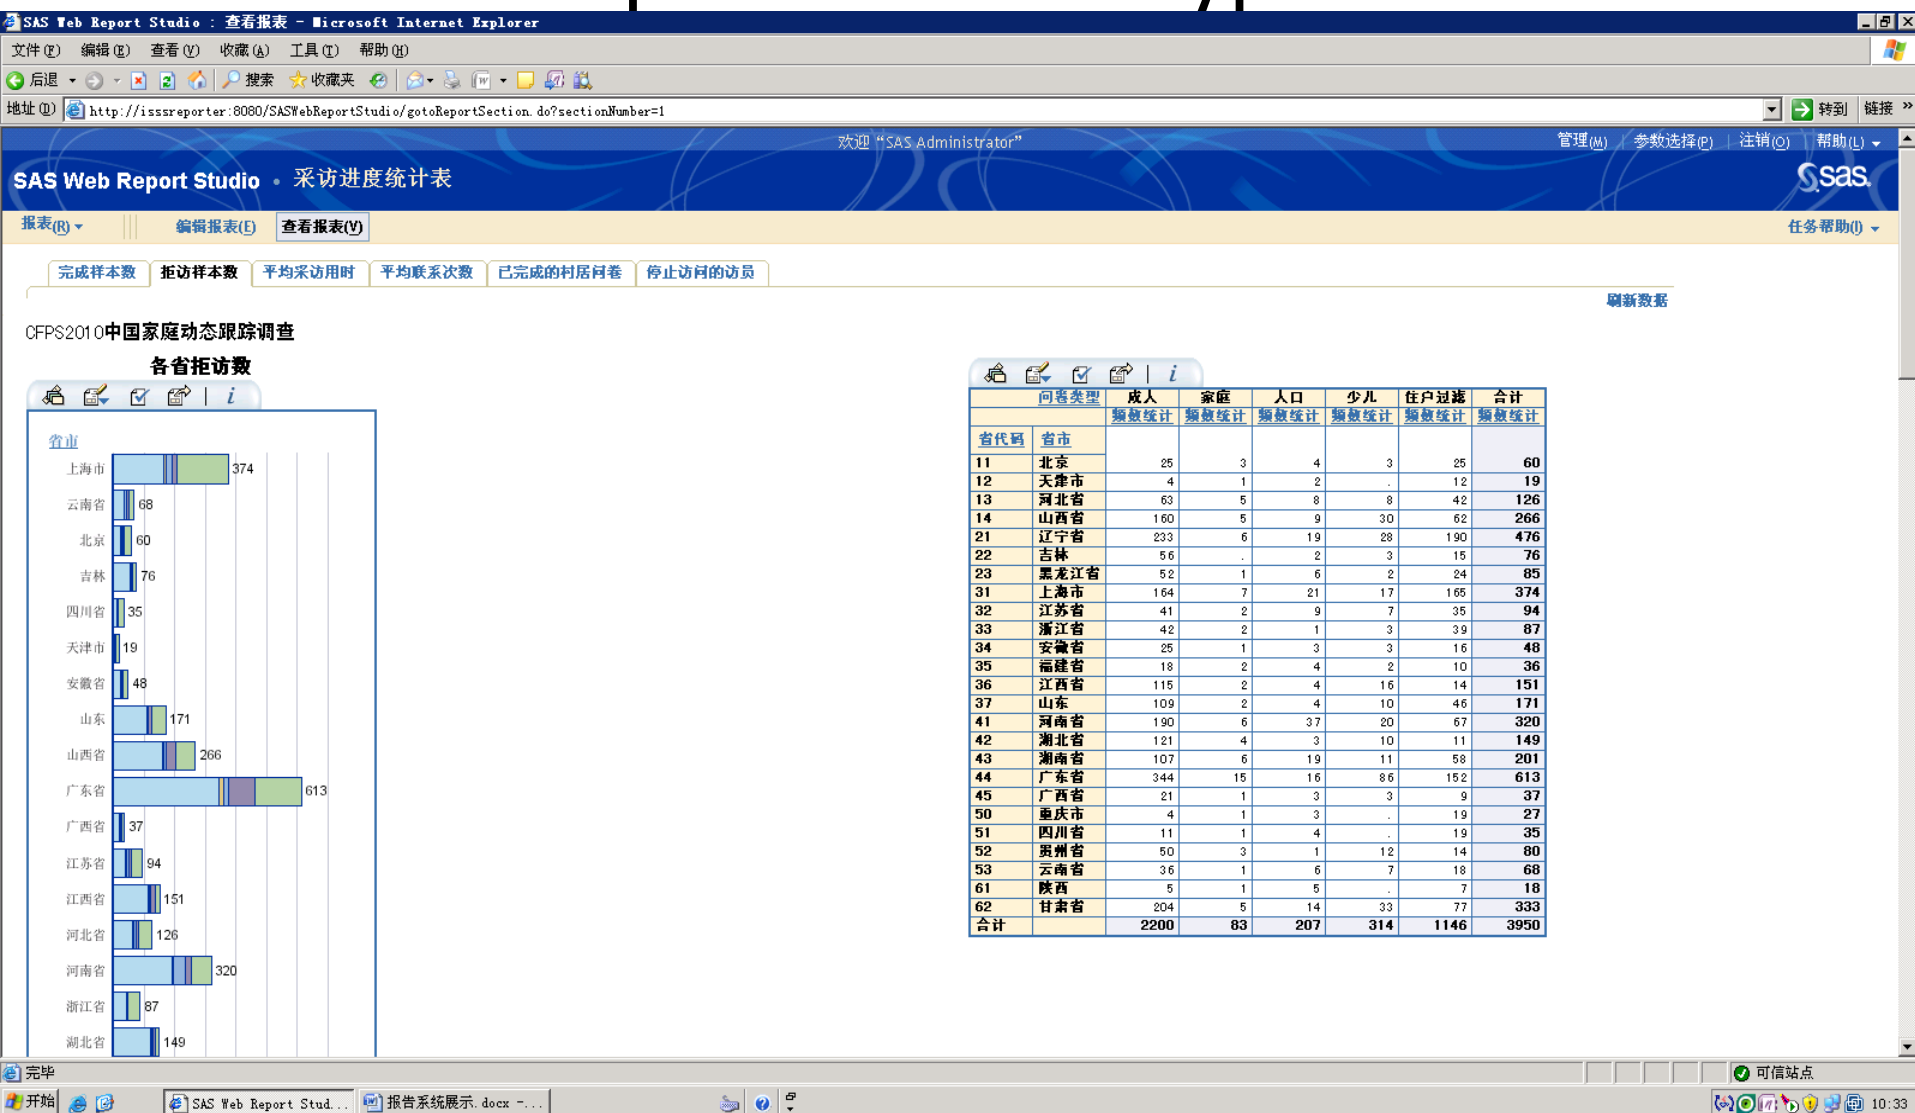 SAS Web Report Studio : 查看报表 - Microsoft Internet Explorer
文件(F) 编辑(E) 查看(V) 收藏(A) 工具(T) 帮助(H)
后退 搜索 收藏夹
地址(D) http://isssreporter:8080/SASWebReportStudio/gotoReportSection.do?sectionNumber=1 转到 链接 »
欢迎 “SAS Administrator” 管理(M) 参数选择(P) 注销(O) 帮助(L)
SAS Web Report Studio • 采访进度统计表 sas.
报表(R) 编辑报表(E) 查看报表(V) 任务帮助(I)
完成样本数 拒访样本数 平均采访用时 平均联系次数 已完成的村居问卷 停止访问的访员
刷新数据
CFPS2010中国家庭动态跟踪调查
各省拒访数
省市
上海市 374
云南省 68
北京 60
吉林 76
四川省 35
天津市 19
安徽省 48
山东 171
山西省 266
广东省 613
广西省 37
江苏省 94
江西省 151
河北省 126
河南省 320
浙江省 87
湖北省 149
问卷类型 成人 家庭 人口 少儿 住户过滤 合计
频数统计 频数统计 频数统计 频数统计 频数统计 频数统计
省代码 省市
11 北京 25 3 4 3 25 60
12 天津市 4 1 2 . 12 19
13 河北省 63 5 8 8 42 126
14 山西省 160 5 9 30 62 266
21 辽宁省 233 6 19 28 190 476
22 吉林 56 . 2 3 15 76
23 黑龙江省 52 1 6 2 24 85
31 上海市 164 7 21 17 165 374
32 江苏省 41 2 9 7 35 94
33 浙江省 42 2 1 3 39 87
34 安徽省 25 1 3 3 16 48
35 福建省 18 2 4 2 10 36
36 江西省 115 2 4 16 14 151
37 山东 109 2 4 10 46 171
41 河南省 190 6 37 20 67 320
42 湖北省 121 4 3 10 11 149
43 湖南省 107 6 19 11 58 201
44 广东省 344 15 16 86 152 613
45 广西省 21 1 3 3 9 37
50 重庆市 4 1 3 . 19 27
51 四川省 11 1 4 . 19 35
52 贵州省 50 3 1 12 14 80
53 云南省 36 1 6 7 18 68
61 陕西 5 1 5 . 7 18
62 甘肃省 204 5 14 33 77 333
合计 2200 83 207 314 1146 3950
完毕 可信站点
开始 SAS Web Report Stud... 报告系统展示.docx -... 10:33